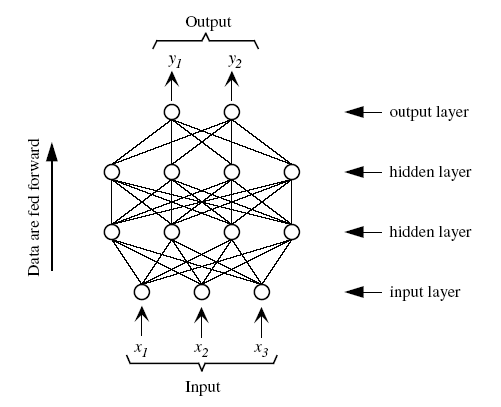 Output
y1 y2
output layer
hidden layer
Data are fed forward
hidden layer
input layer
x1 x2 x3
Input